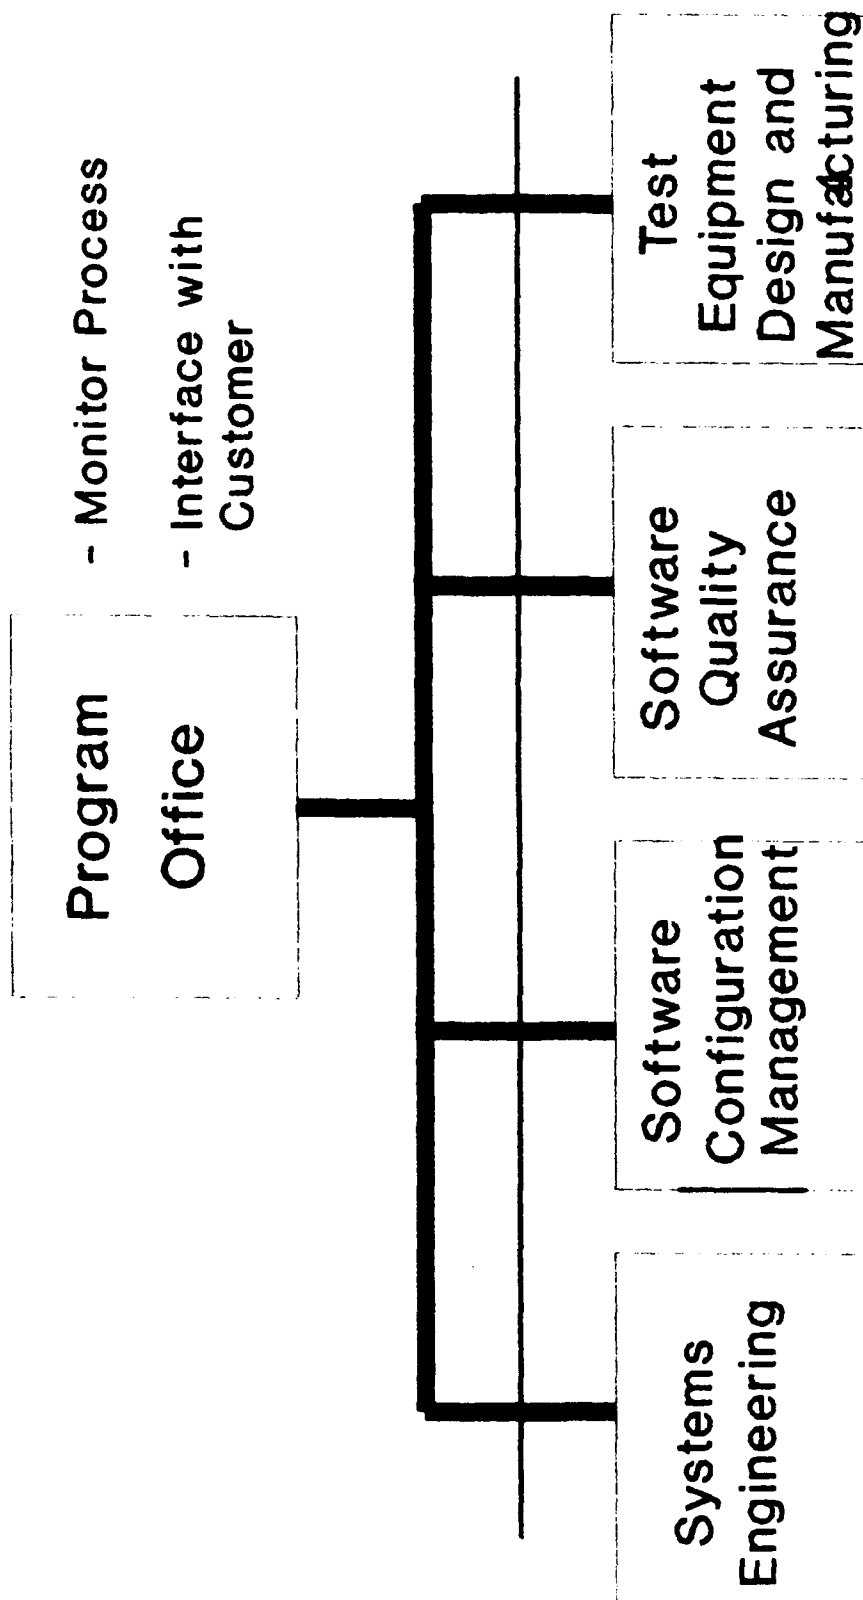 Program
Office
- Monitor Process
- Interface with
Customer
Systems
Engineering
Software
Configuration
Management
Software
Quality
Assurance
Test
Equipment
Design and
Manufacturing